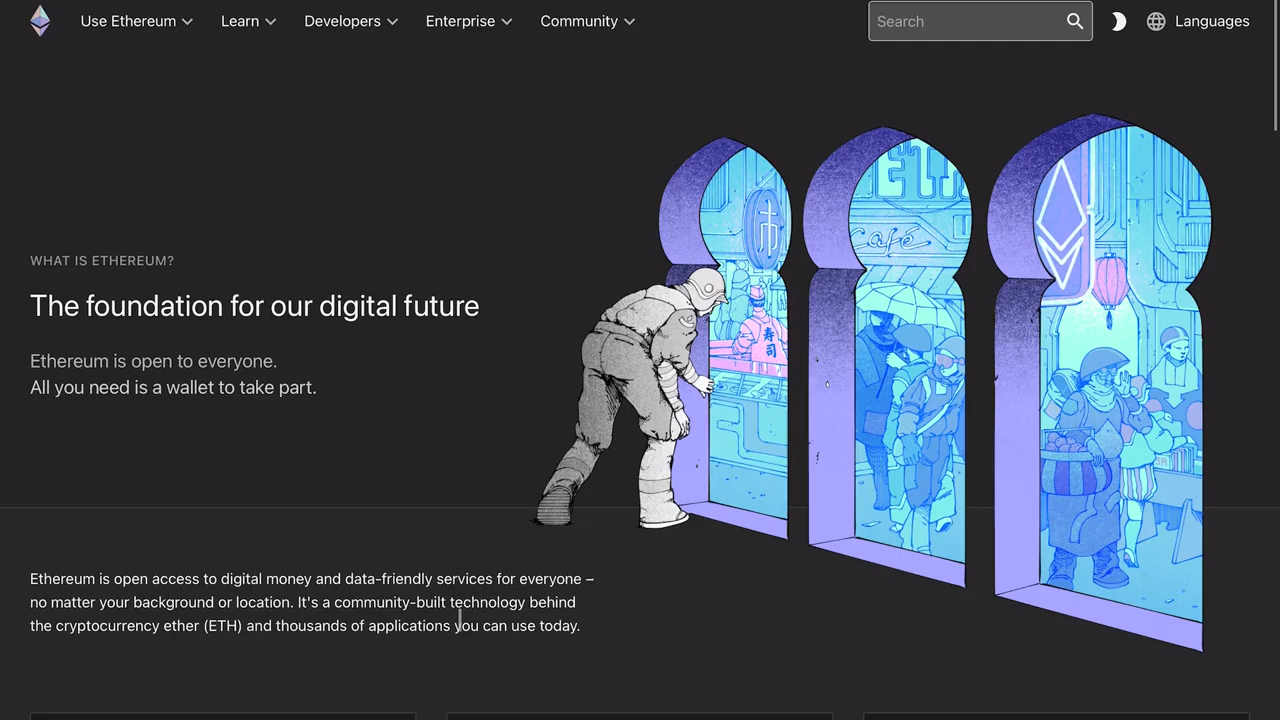 Use Ethereum
Learn
Developers
Enterprise
Community
Search
Languages
WHAT IS ETHEREUM?
The foundation for our digital future
Ethereum is open to everyone.
All you need is a wallet to take part.
ETH
café
寿
司
Ethereum is open access to digital money and data-friendly services for everyone –
no matter your background or location. It's a community-built technology behind
the cryptocurrency ether (ETH) and thousands of applications you can use today.